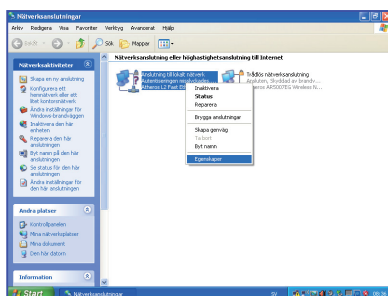 Nätverksanslutningar
Arkiv Redigera Visa Favoriter Verktyg Avancerat Hjälp
Bakåt Sök Mappar
Nätverksaktiviteter
Skapa en ny anslutning
Konfigurera ett
hemnätverk eller ett
litet kontorsnätverk
Ändra inställningar för
Windows-brandväggen
Inaktivera den här
enheten
Reparera den här
anslutningen
Byt namn på den här
anslutningen
Se status för den här
anslutningen
Ändra inställningar för
den här anslutningen
Andra platser
Kontrollpanelen
Mina nätverksplatser
Mina dokument
Den här datorn
Information
Nätverksanslutning eller höghastighetsanslutning till Internet
Anslutning till lokalt nätverk
Autentiseringen misslyckades...
Atheros L2 Fast
Trådlös nätverksanslutning
Ansluten, Skyddad av brandv...
Atheros AR5007EG Wireless N...
Inaktivera
Status
Reparera
Brygga anslutningar
Skapa genväg
Ta bort
Byt namn
Egenskaper
Start
Nätverksanslutningar
SV